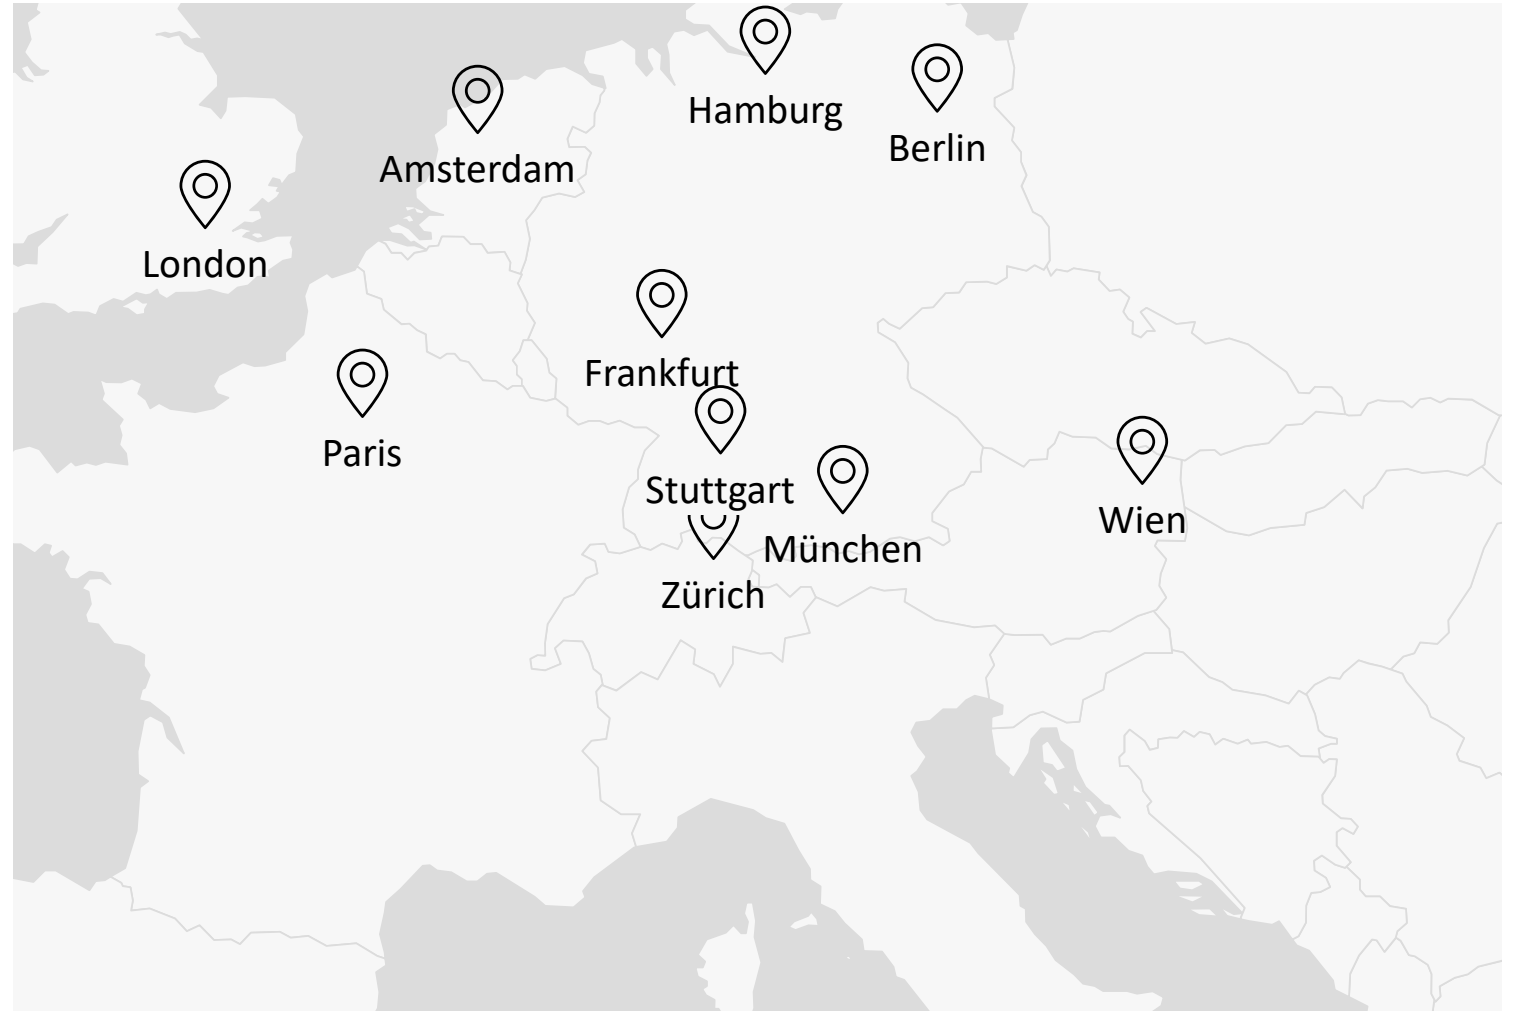 Hamburg
Berlin
Amsterdam
London
Frankfurt
Paris
Stuttgart
Wien
München
Zürich